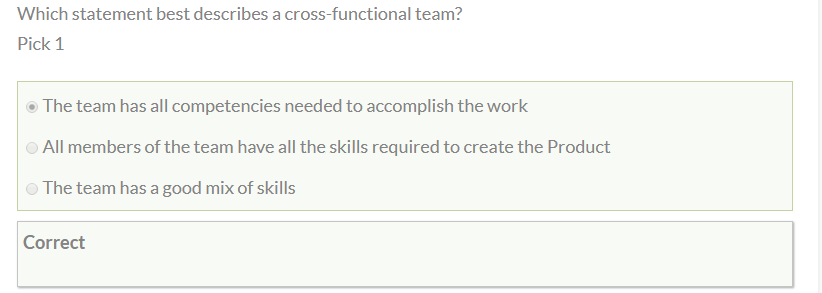 Which statement best describes a cross-functional team?
Pick 1
The team has all competencies needed to accomplish the work
All members of the team have all the skills required to create the Product
The team has a good mix of skills
Correct